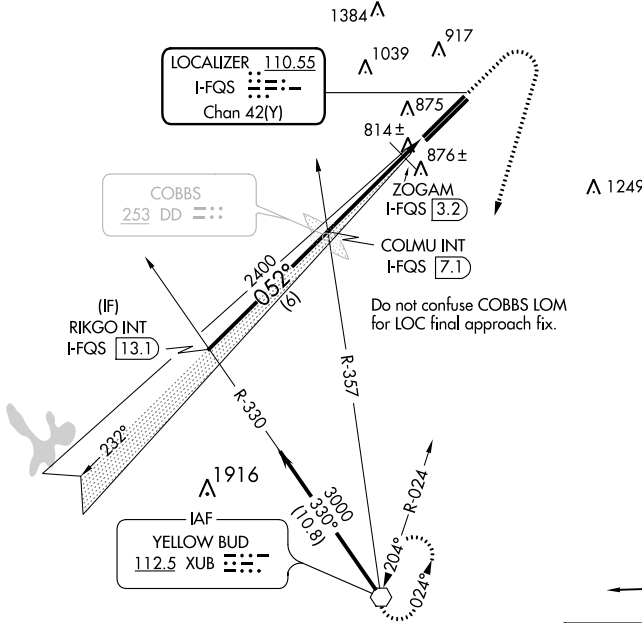 1384
1039
917
LOCALIZER 110.55
I-FQS
Chan 42(Y)
875
814±
876±
ZOGAM
I-FQS 3.2
1249
COBBS
253 DD
COLMU INT
I-FQS 7.1
2400
052°
(6)
Do not confuse COBBS LOM
for LOC final approach fix.
(IF)
RIKGO INT
I-FQS 13.1
R-357
R-330
232°
1916
3000
330°
(10.8)
R-024
204°
024°
IAF
YELLOW BUD
112.5 XUB